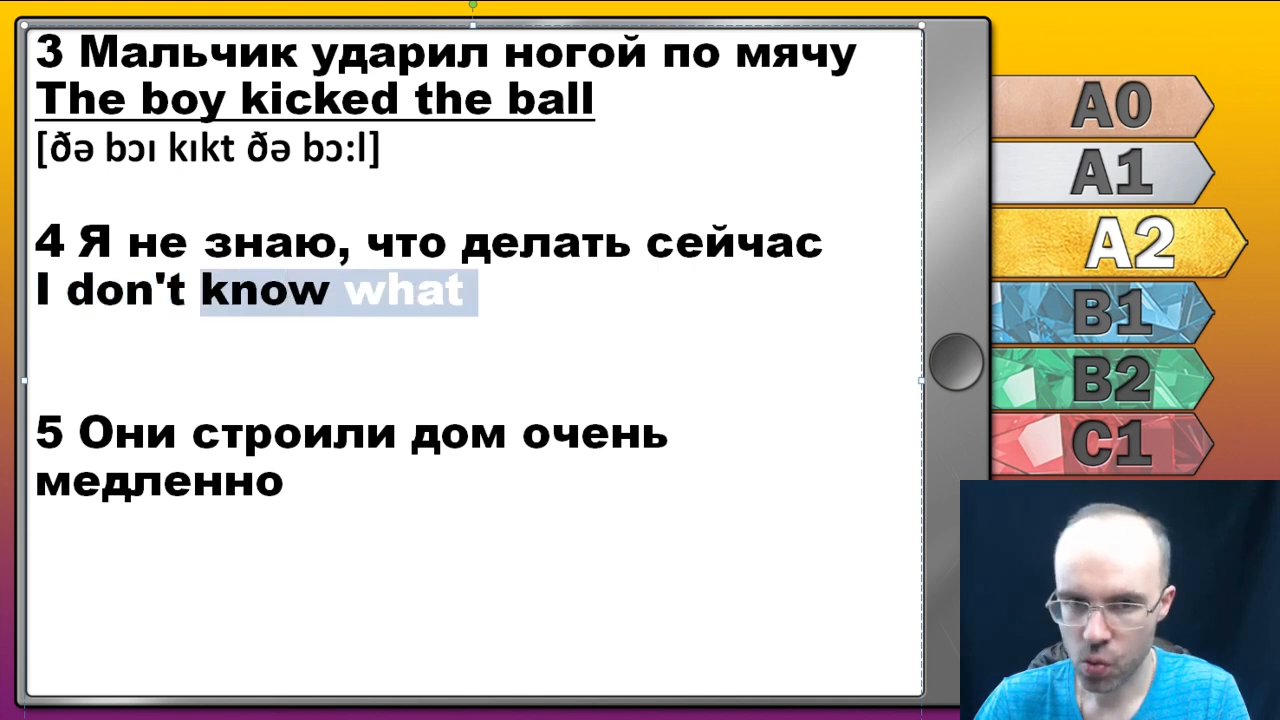 3 Мальчик ударил ногой по мячу
The boy kicked the ball
[ðə bɔɪ kɪkt ðə bɔ:l]
4 Я не знаю, что делать сейчас
I don't know what
5 Они строили дом очень
медленно
A0
A1
A2
B1
B2
C1